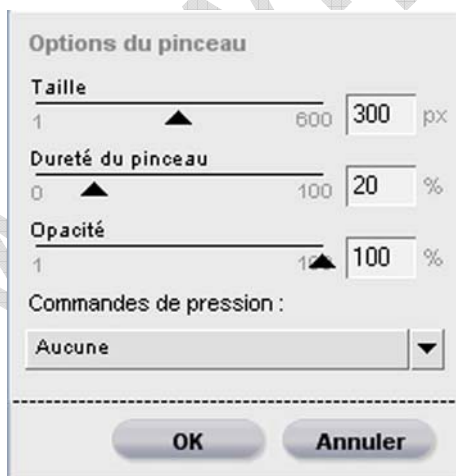 Options du pinceau
Taille
1 600 300 px
Dureté du pinceau
0 100 20 %
Opacité
1 100 %
Commandes de pression :
Aucune
OK Annuler